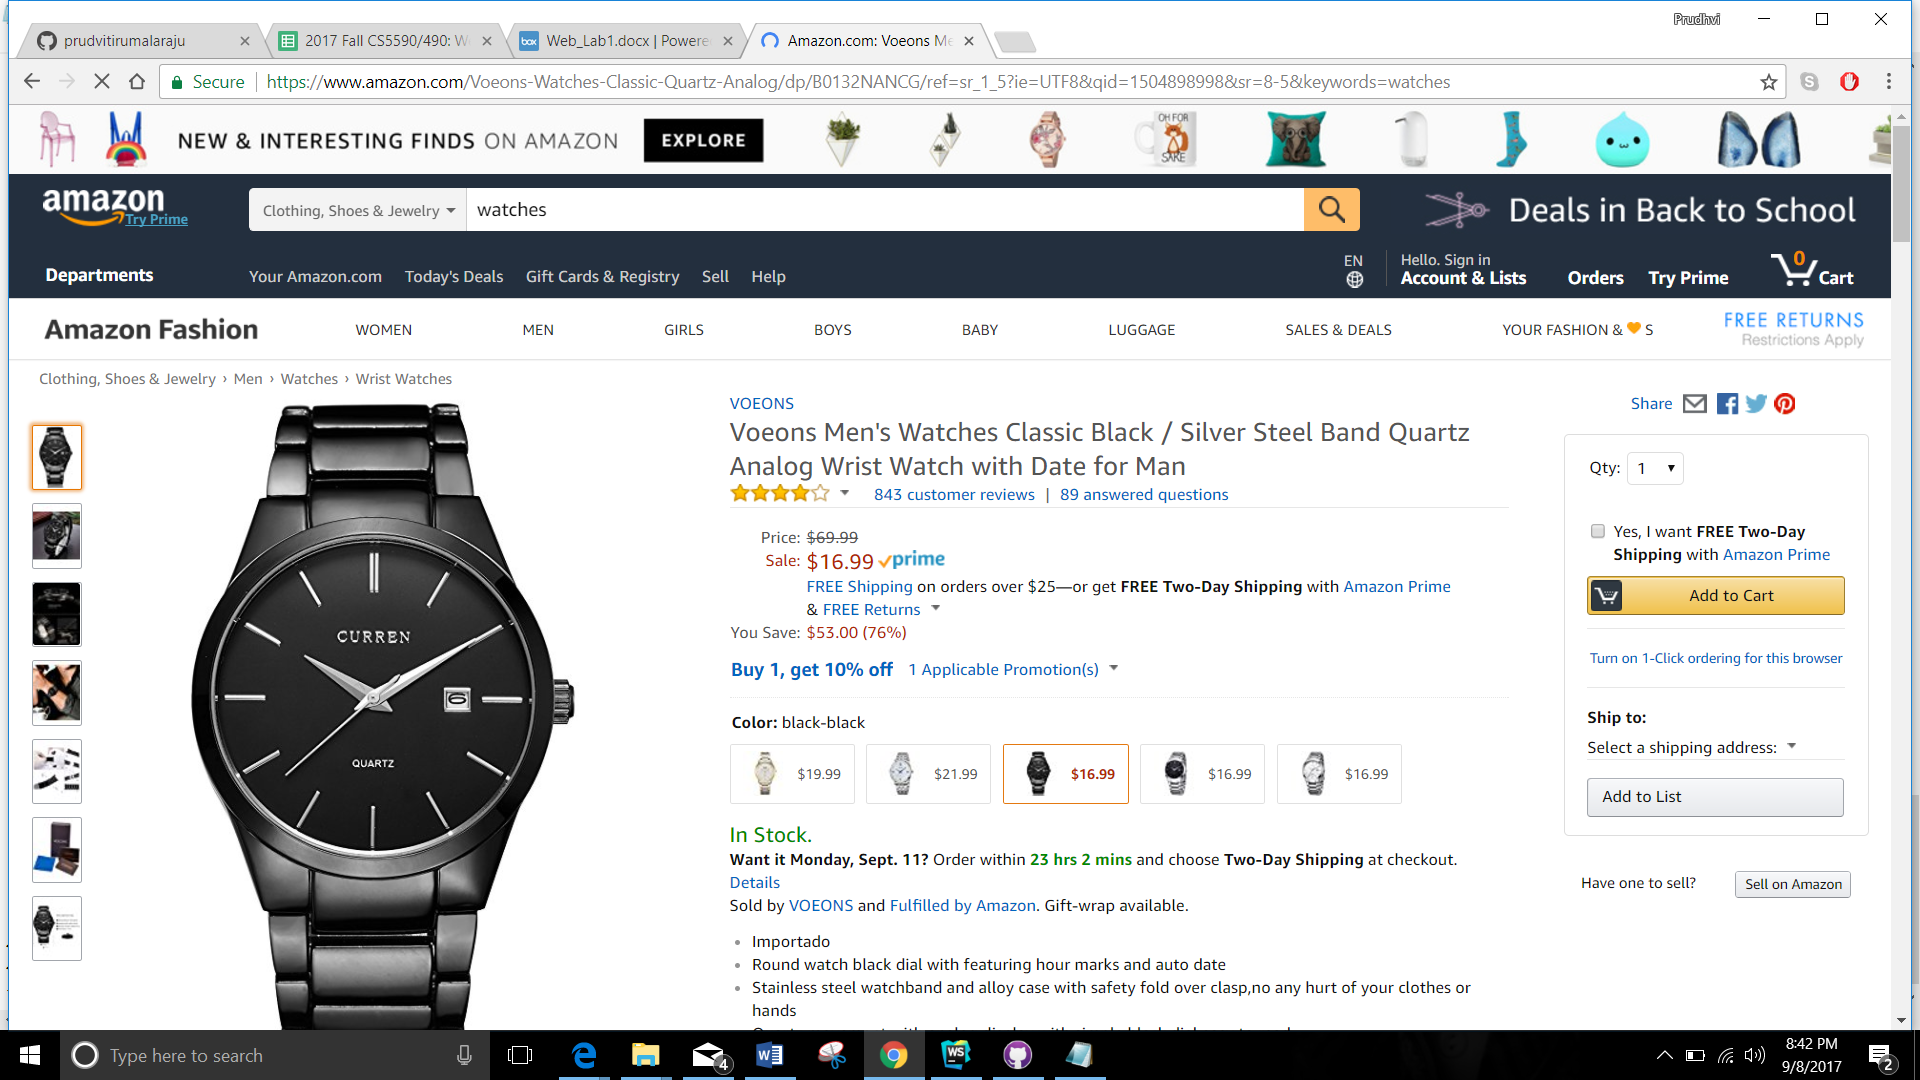 Prudhvi
prudvitirumalaraju
2017 Fall CS5590/490: W
Web_Lab1.docx | Powere
Amazon.com: Voeons Me
Secure
https://www.amazon.com/Voeons-Watches-Classic-Quartz-Analog/dp/B0132NANCG/ref=sr_1_5?ie=UTF8&qid=1504898998&sr=8-5&keywords=watches
NEW & INTERESTING FINDS ON AMAZON
EXPLORE
OH FOR
SAKE
amazon
Try Prime
Clothing, Shoes & Jewelry
watches
Deals in Back to School
Departments
Your Amazon.com
Today's Deals
Gift Cards & Registry
Sell
Help
EN
Hello. Sign in
Account & Lists
Orders
Try Prime
0
Cart
Amazon Fashion
WOMEN
MEN
GIRLS
BOYS
BABY
LUGGAGE
SALES & DEALS
YOUR FASHION & 🧡 S
FREE RETURNS
Restrictions Apply
Clothing, Shoes & Jewelry › Men › Watches › Wrist Watches
CURREN
6
QUARTZ
VOEONS
Voeons Men's Watches Classic Black / Silver Steel Band Quartz
Analog Wrist Watch with Date for Man
843 customer reviews | 89 answered questions
Price: $69.99
Sale: $16.99 prime
FREE Shipping on orders over $25—or get FREE Two-Day Shipping with Amazon Prime
& FREE Returns
You Save: $53.00 (76%)
Buy 1, get 10% off 1 Applicable Promotion(s)
Color: black-black
$19.99
$21.99
$16.99
$16.99
$16.99
In Stock.
Want it Monday, Sept. 11? Order within 23 hrs 2 mins and choose Two-Day Shipping at checkout.
Details
Sold by VOEONS and Fulfilled by Amazon. Gift-wrap available.
Importado
Round watch black dial with featuring hour marks and auto date
Stainless steel watchband and alloy case with safety fold over clasp,no any hurt of your clothes or
hands
Share
Qty: 1
Yes, I want FREE Two-Day
Shipping with Amazon Prime
Add to Cart
Turn on 1-Click ordering for this browser
Ship to:
Select a shipping address:
Add to List
Have one to sell?
Sell on Amazon
Type here to search
4
WS
8:42 PM
9/8/2017
2